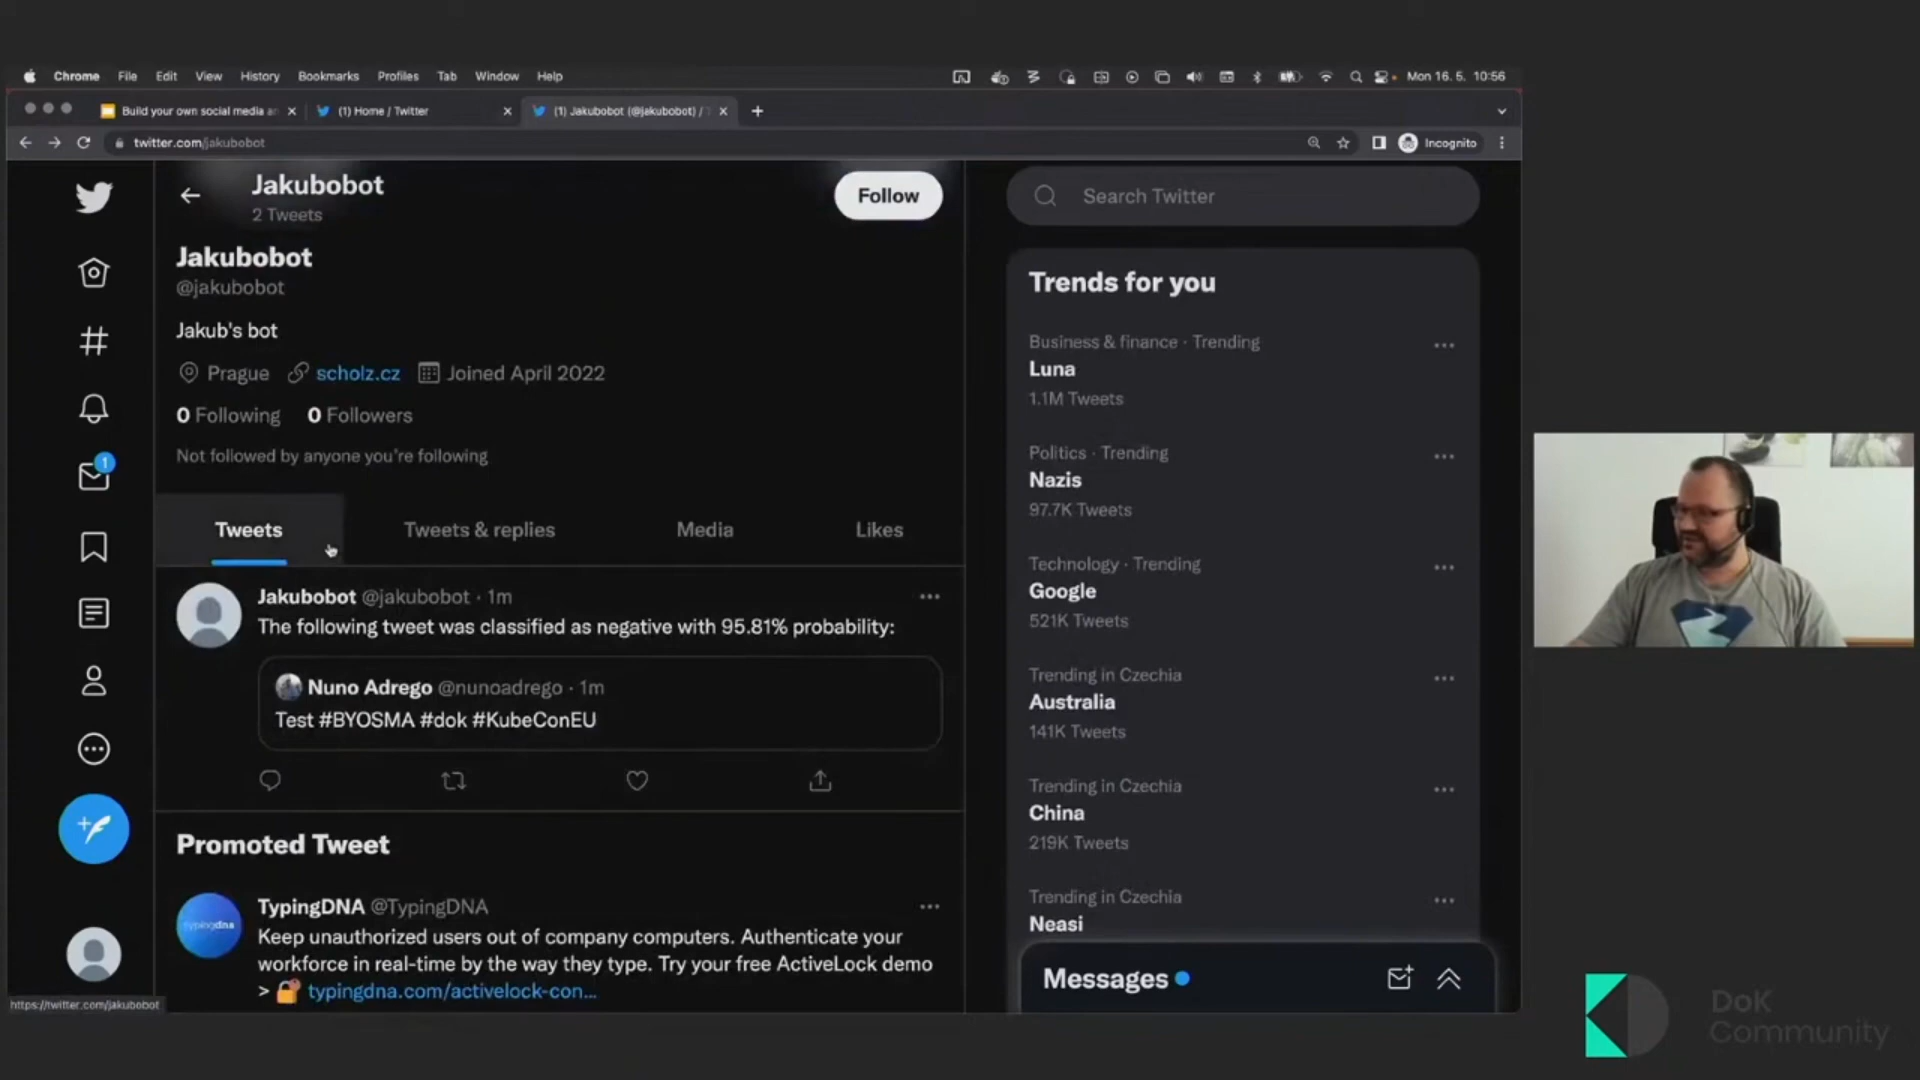 Chrome File Edit View History Bookmarks Profiles Tab Window Help
Mon 16. 5. 10:56
Build your own social media an
(1) Home / Twitter
(1) Jakubobot (@jakubobot) / T
twitter.com/jakubobot
Incognito
Jakubobot
2 Tweets
Follow
Jakubobot
@jakubobot
Jakub's bot
Prague scholz.cz Joined April 2022
0 Following 0 Followers
Not followed by anyone you're following
Tweets Tweets & replies Media Likes
Jakubobot @jakubobot · 1m
The following tweet was classified as negative with 95.81% probability:
Nuno Adrego @nunoadrego · 1m
Test #BYOSMA #dok #KubeConEU
Promoted Tweet
typingdna
TypingDNA @TypingDNA
Keep unauthorized users out of company computers. Authenticate your
workforce in real-time by the way they type. Try your free ActiveLock demo
> typingdna.com/activelock-con...
https://twitter.com/jakubobot
1
Search Twitter
Trends for you
Business & finance · Trending
Luna
1.1M Tweets
Politics · Trending
Nazis
97.7K Tweets
Technology · Trending
Google
521K Tweets
Trending in Czechia
Australia
141K Tweets
Trending in Czechia
China
219K Tweets
Trending in Czechia
Neasi
Messages
DoK
Community